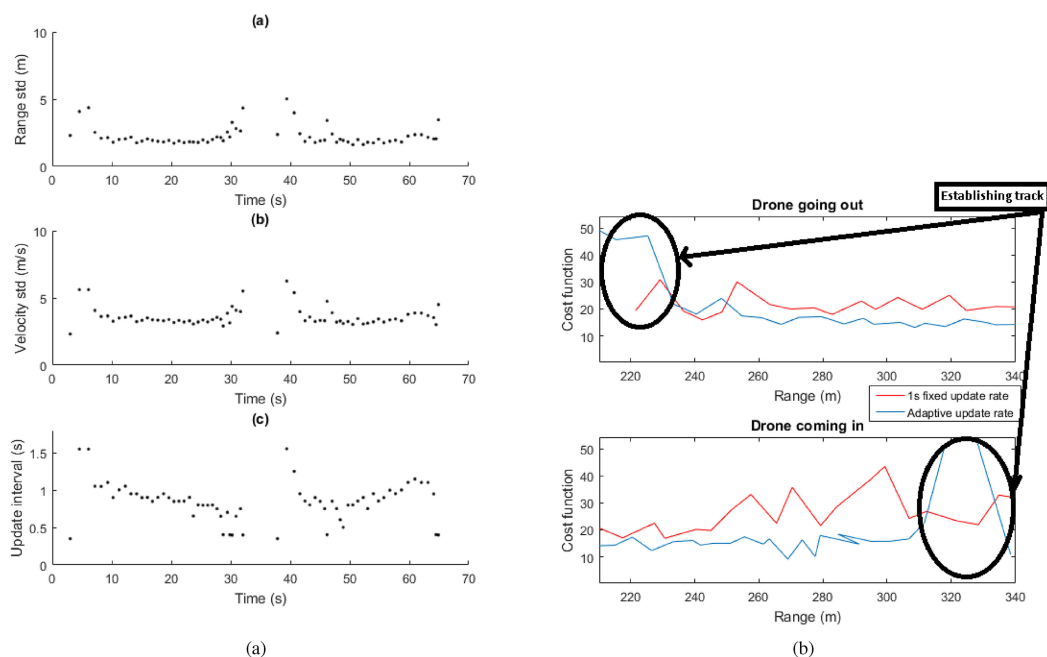 (a)
Range std (m)
10
5
0
0 10 20 30 40 50 60 70
Time (s)
(b)
Velocity std (m/s)
10
5
0
0 10 20 30 40 50 60 70
Time (s)
(c)
Update interval (s)
1.5
1
0.5
0
0 10 20 30 40 50 60 70
Time (s)
(a)
Establishing track
Drone going out
Cost function
50
40
30
20
10
220 240 260 280 300 320 340
Range (m)
1s fixed update rate
Adaptive update rate
Drone coming in
Cost function
50
40
30
20
10
220 240 260 280 300 320 340
Range (m)
(b)